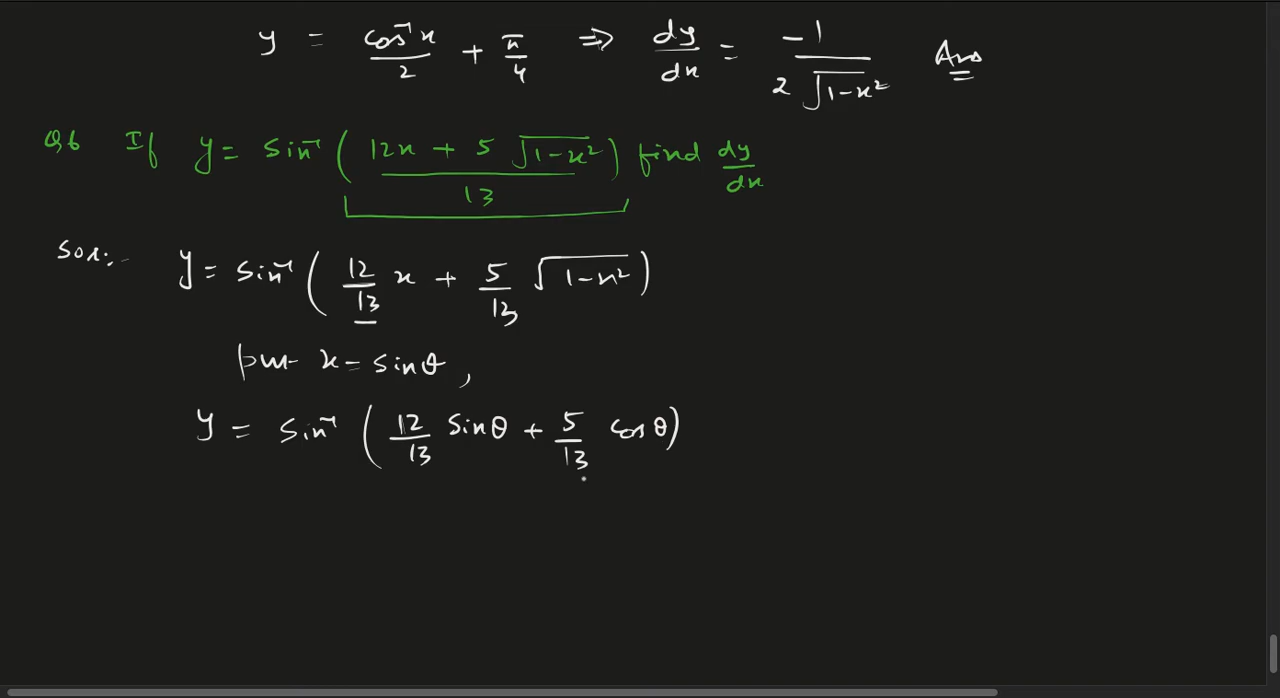 y = cos⁻¹x/2 + π/4 ⇒ dy/dx = -1/(2√(1-x²)) Ans
Q6 If y = sin⁻¹((12x + 5√(1-x²))/13) find dy/dx
Sol:-
y = sin⁻¹(12/13 x + 5/13 √(1-x²))
put x = sinθ,
y = sin⁻¹(12/13 sinθ + 5/13 cosθ)